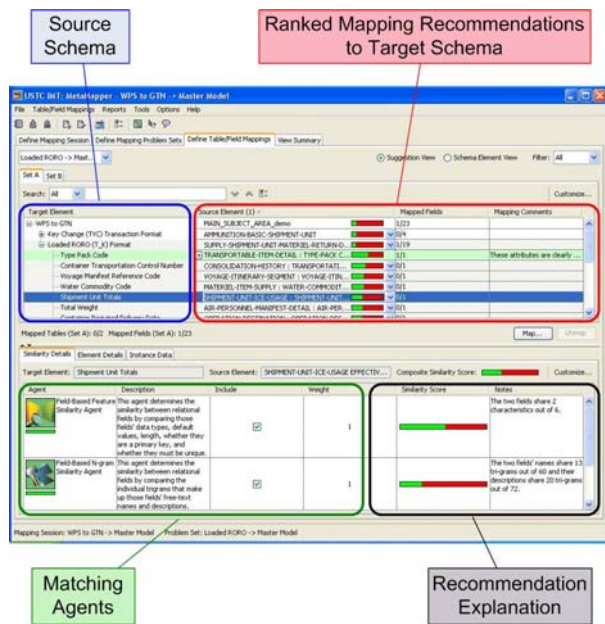 Source
Schema
Ranked Mapping Recommendations
to Target Schema
USTC IMT: MetaMapper - WPS to GTN -> Master Model
File Table/Field Mappings Reports Tools Options Help
Define Mapping Session Define Mapping Problem Sets Define Table/Field Mappings View Summary
Loaded RORO -> Mast... Suggestion View Schema Element View Filter: All
Set A Set B
Search: All Customize...
Target Element Source Element (1) Mapped Fields Mapping Comments
WPS to GTN MAIN_SUBJECT_AREA_demo 1/23
Key Change (TYC) Transaction Format AMMUNITION-BASIC-SHIPMENT-UNIT 0/4
Loaded RORO (T_K) Format SUPPLY-SHIPMENT-UNIT-MATERIEL-RETURN-D... 1/19
Type Pack Code TRANSPORTABLE-ITEM-DETAIL : TYPE-PACK C... 1/1 These attributes are clearly ...
Container Transportation Control Number CONSOLIDATION-HISTORY : TRANSPORTATI... 0/1
Voyage Manifest Reference Code VOYAGE-ITINERARY-SEGMENT : VOYAGE-ITIN... 0/1
Water Commodity Code MATERIEL-ITEM-SUPPLY : WATER-COMMODIT... 0/1
Shipment Unit Totals SHIPMENT-UNIT-ICE-USAGE : SHIPMENT-UNIT... 0/1
Total Weight AIR-PERSONNEL-MANIFEST-DETAIL : AIR-PER... 0/1
Container Required Delivery Date
Mapped Tables (Set A): 0/2 Mapped Fields (Set A): 1/23 Map... Unmap
Similarity Details Element Details Instance Data
Target Element: Shipment Unit Totals Source Element: SHIPMENT-UNIT-ICE-USAGE EFFECTIV... Composite Similarity Score: Customize...
Agent Description Include Weight Similarity Score Notes
Field-Based Feature This agent determines the The two fields share 2
Similarity Agent similarity between relational characteristics out of 6.
fields by comparing those
fields' data types, default
values, length, whether they 1
are a primary key, and
whether they must be unique.
Field-Based N-gram This agent determines the The two fields' names share 13
Similarity Agent similarity between relational tri-grams out of 60 and their
fields by comparing the descriptions share 20 tri-grams
individual trigrams that make 1 out of 72.
up those fields' free-text
names and descriptions.
Mapping Session: WPS to GTN -> Master Model Problem Set: Loaded RORO -> Master Model
Matching
Agents
Recommendation
Explanation